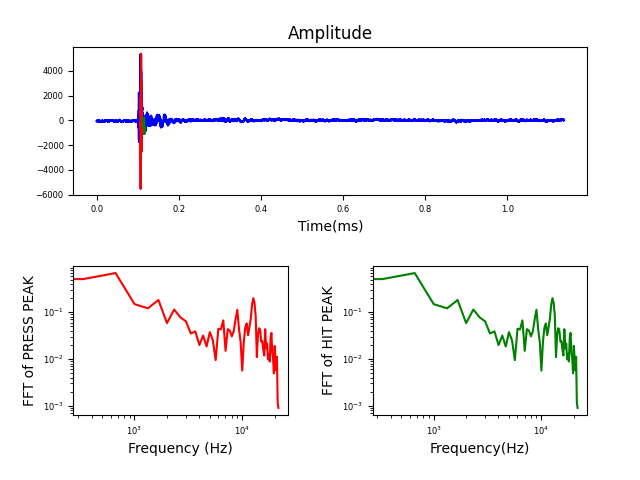 Amplitude
4000
2000
0
−2000
−4000
−6000
0.0 0.2 0.4 0.6 0.8 1.0
Time(ms)
FFT of PRESS PEAK
10⁻¹
10⁻²
10⁻³
10³ 10⁴
Frequency (Hz)
FFT of HIT PEAK
10⁻¹
10⁻²
10⁻³
10³ 10⁴
Frequency(Hz)